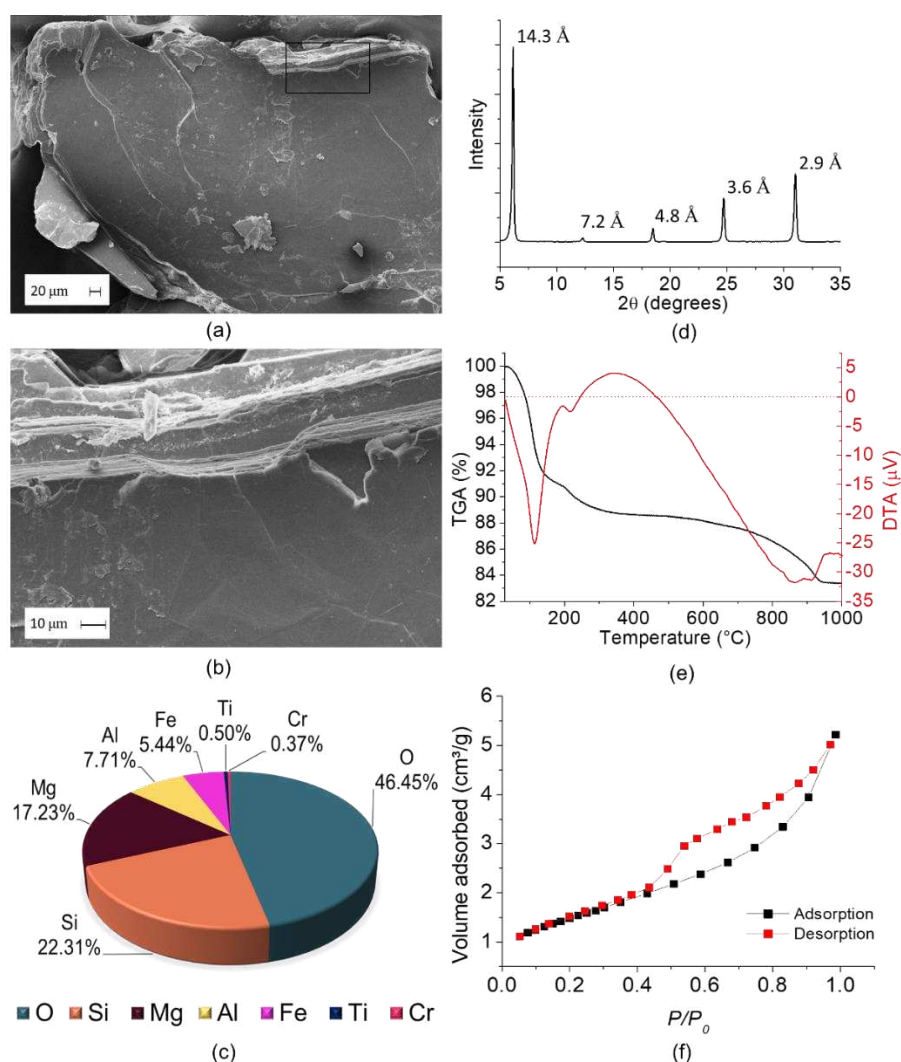 20 μm
(a)
10 μm
(b)
Ti
0.50%
Cr
0.37%
Fe
5.44%
Al
7.71%
O
46.45%
Mg
17.23%
Si
22.31%
O Si Mg Al Fe Ti Cr
(c)
14.3 Å
7.2 Å
4.8 Å
3.6 Å
2.9 Å
Intensity
5 10 15 20 25 30 35
2θ (degrees)
(d)
100
98
96
94
92
90
88
86
84
82
TGA (%)
5
0
-5
-10
-15
-20
-25
-30
-35
DTA (μV)
200 400 600 800 1000
Temperature (°C)
(e)
6
5
4
3
2
1
Volume adsorbed (cm³/g)
Adsorption
Desorption
0.0 0.2 0.4 0.6 0.8 1.0
P/P₀
(f)